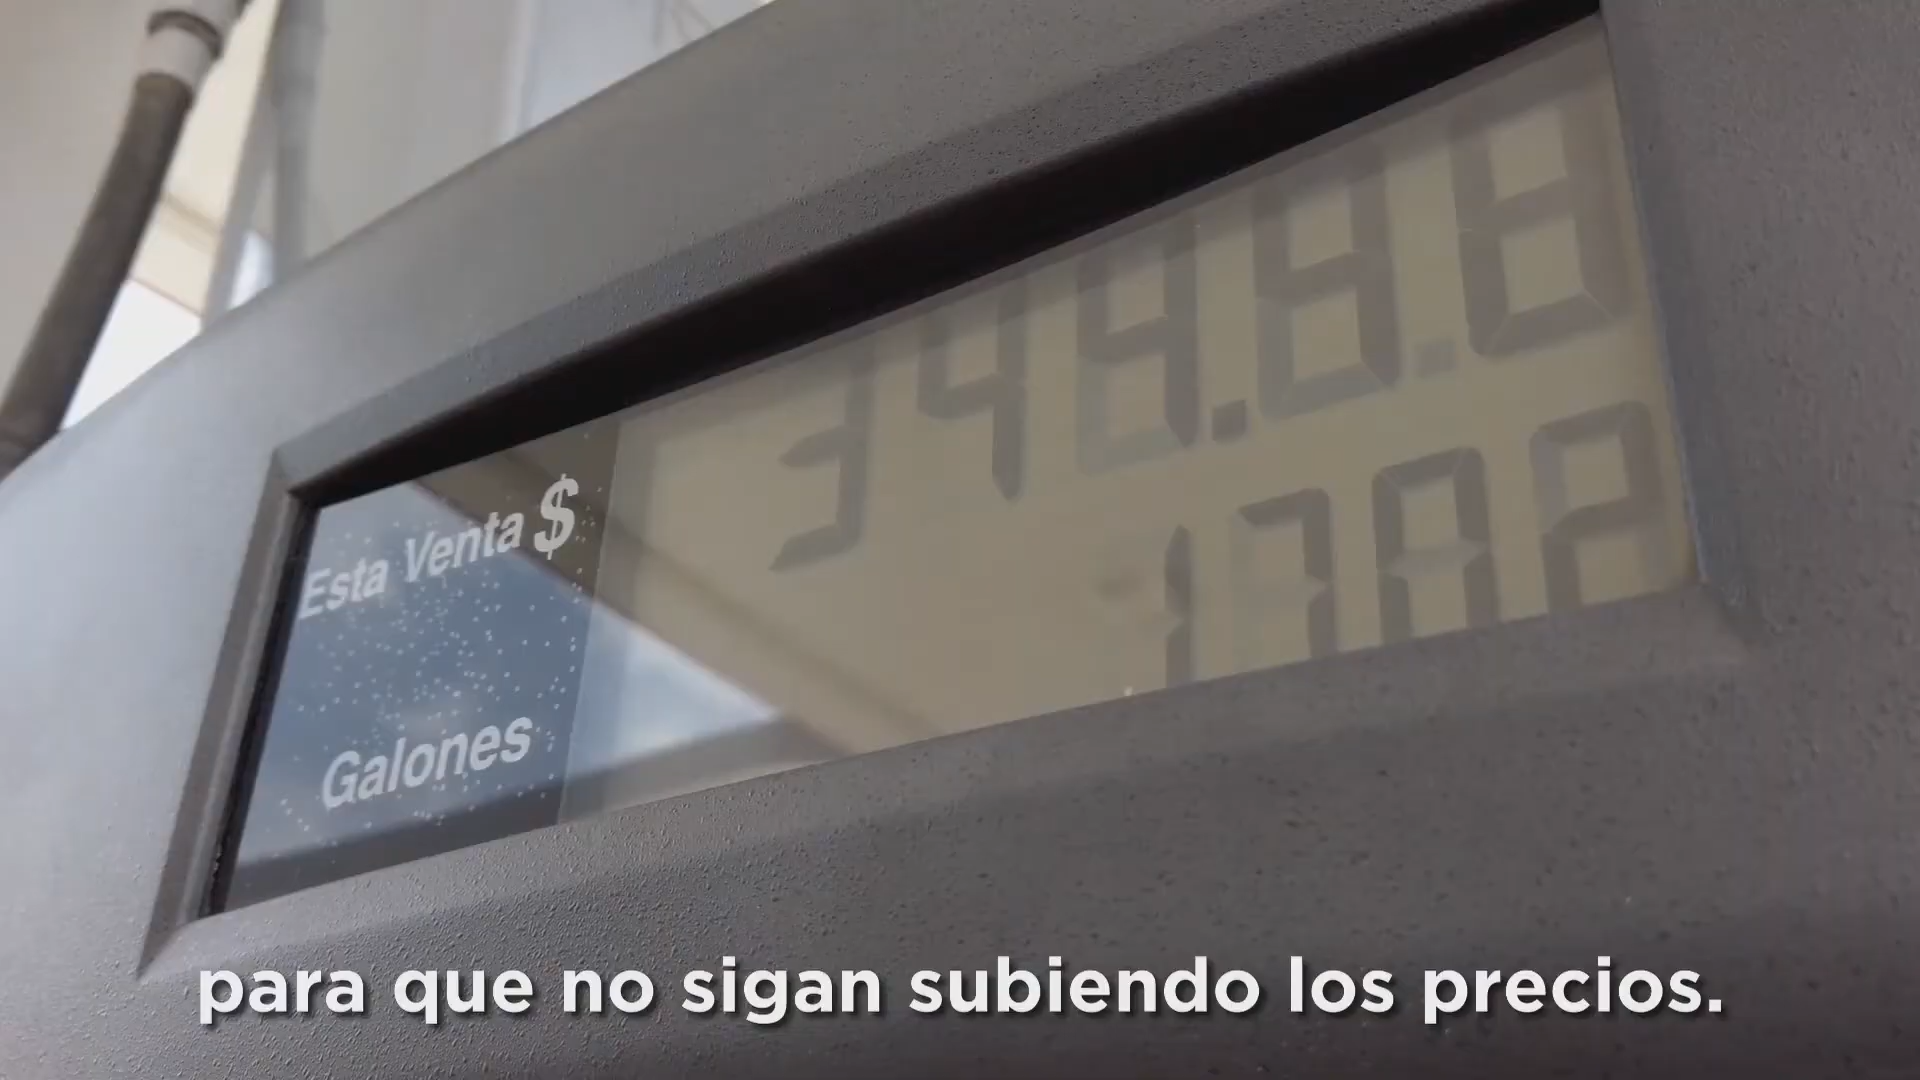 Esta Venta $
Galones
para que no sigan subiendo los precios.